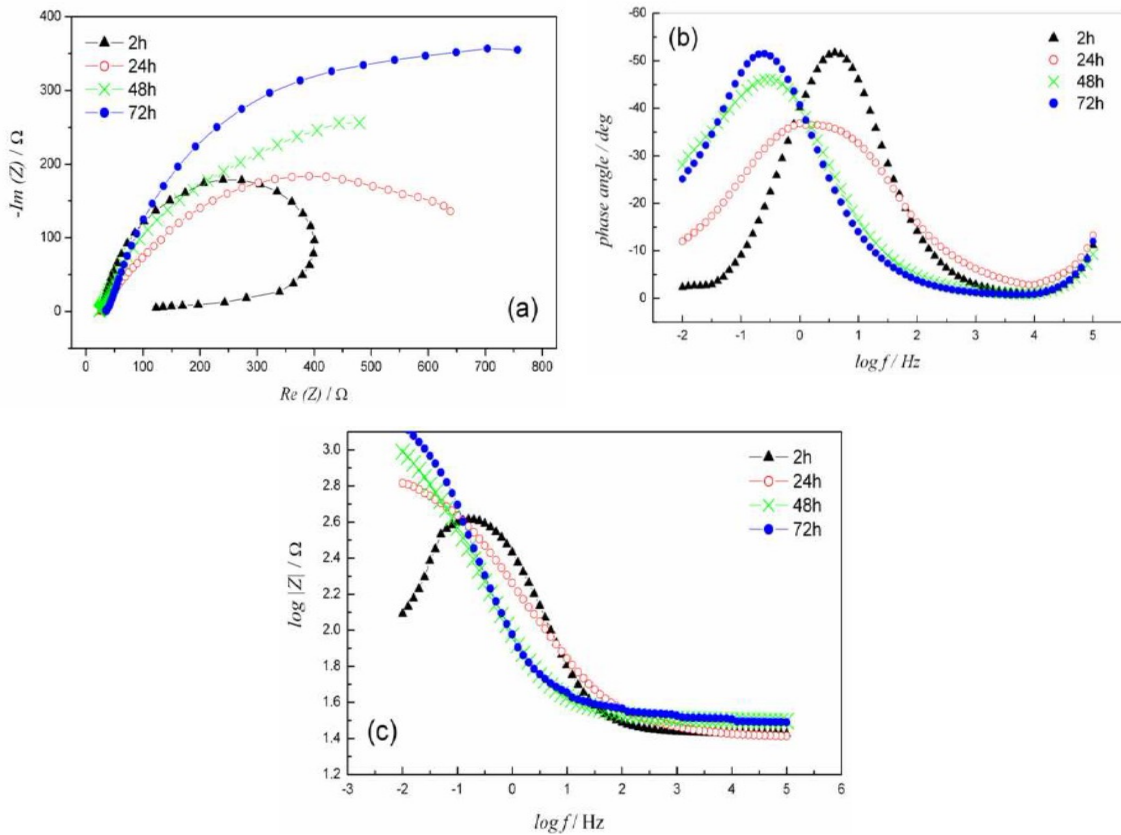 400
300
200
100
0
-Im (Z) / Ω
2h
24h
48h
72h
(a)
0 100 200 300 400 500 600 700 800
Re (Z) / Ω
-60
-50
-40
-30
-20
-10
0
phase angle / deg
(b)
2h
24h
48h
72h
-2 -1 0 1 2 3 4 5
log f / Hz
3.0
2.8
2.6
2.4
2.2
2.0
1.8
1.6
1.4
1.2
log |Z| / Ω
2h
24h
48h
72h
(c)
-3 -2 -1 0 1 2 3 4 5 6
log f / Hz